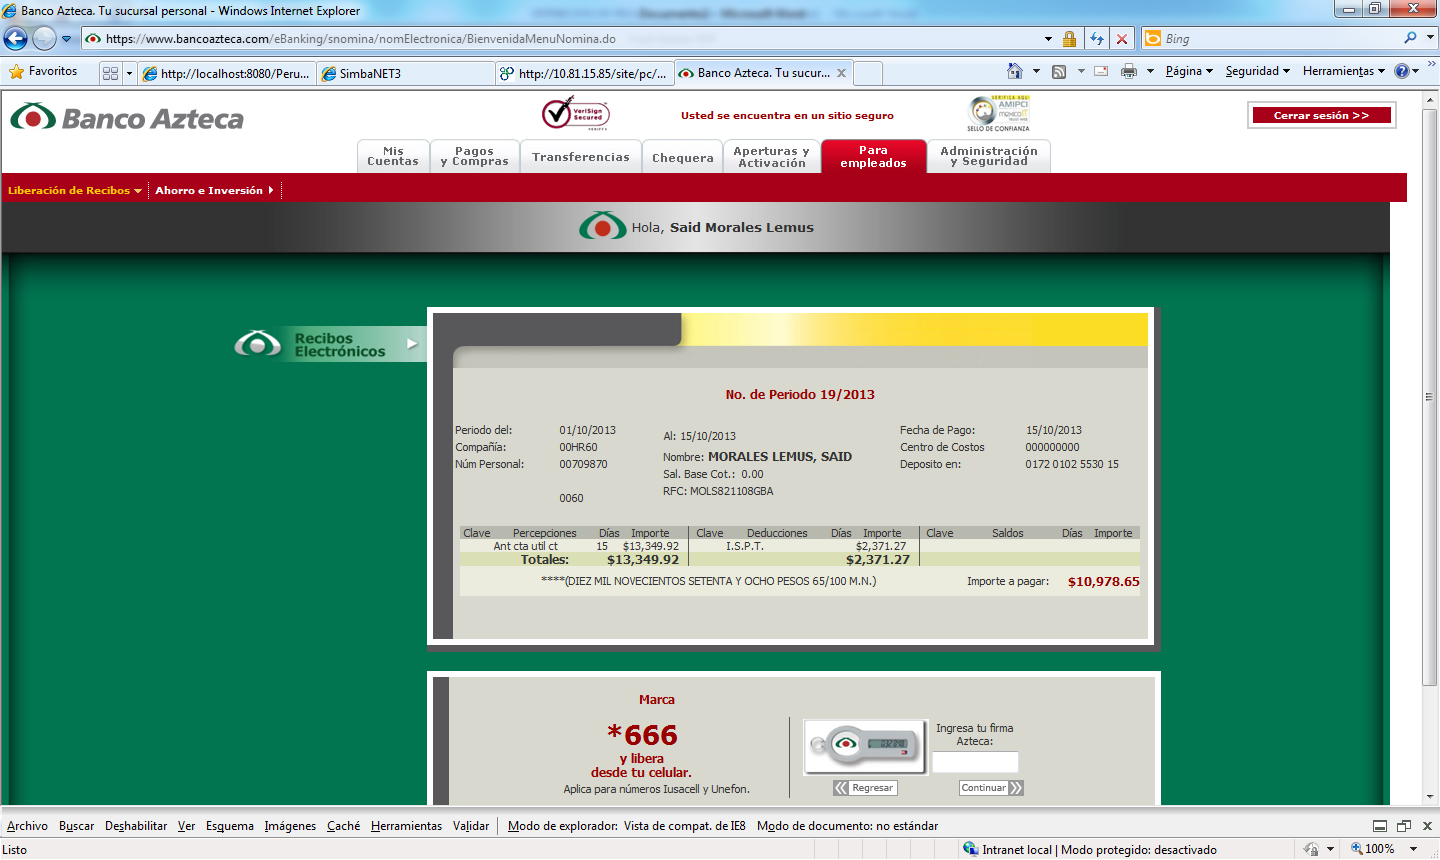 Banco Azteca. Tu sucursal personal - Windows Internet Explorer
https://www.bancoazteca.com/eBanking/snomina/nomElectronica/BienvenidaMenuNomina.do
Bing
Favoritos
http://localhost:8080/Peru...
SimbaNET3
http://10.81.15.85/site/pc/...
Banco Azteca. Tu sucur...
Página
Seguridad
Herramientas
Banco Azteca
VeriSign
Secured
VERIFY
Usted se encuentra en un sitio seguro
VERIFICA AQUI
AMIPCI
SELLO DE CONFIANZA
Cerrar sesión >>
Mis
Cuentas
Pagos
y Compras
Transferencias
Chequera
Aperturas y
Activación
Para
empleados
Administración
y Seguridad
Liberación de Recibos
Ahorro e Inversión
Hola, Said Morales Lemus
Recibos
Electrónicos
No. de Periodo 19/2013
Periodo del: 01/10/2013 Al: 15/10/2013 Fecha de Pago: 15/10/2013
Compañía: 00HR60 Nombre: MORALES LEMUS, SAID Centro de Costos 000000000
Núm Personal: 00709870 Sal. Base Cot.: 0.00 Deposito en: 0172 0102 5530 15
0060 RFC: MOLS821108GBA
Clave Percepciones Días Importe Clave Deducciones Días Importe Clave Saldos Días Importe
Ant cta util ct 15 $13,349.92 I.S.P.T. $2,371.27
Totales: $13,349.92 $2,371.27
****(DIEZ MIL NOVECIENTOS SETENTA Y OCHO PESOS 65/100 M.N.) Importe a pagar: $10,978.65
Marca
*666
y libera
desde tu celular.
Aplica para números Iusacell y Unefon.
Ingresa tu firma
Azteca:
Regresar
Continuar
Archivo Buscar Deshabilitar Ver Esquema Imágenes Caché Herramientas Validar Modo de explorador: Vista de compat. de IE8 Modo de documento: no estándar
Listo
Intranet local | Modo protegido: desactivado
100%